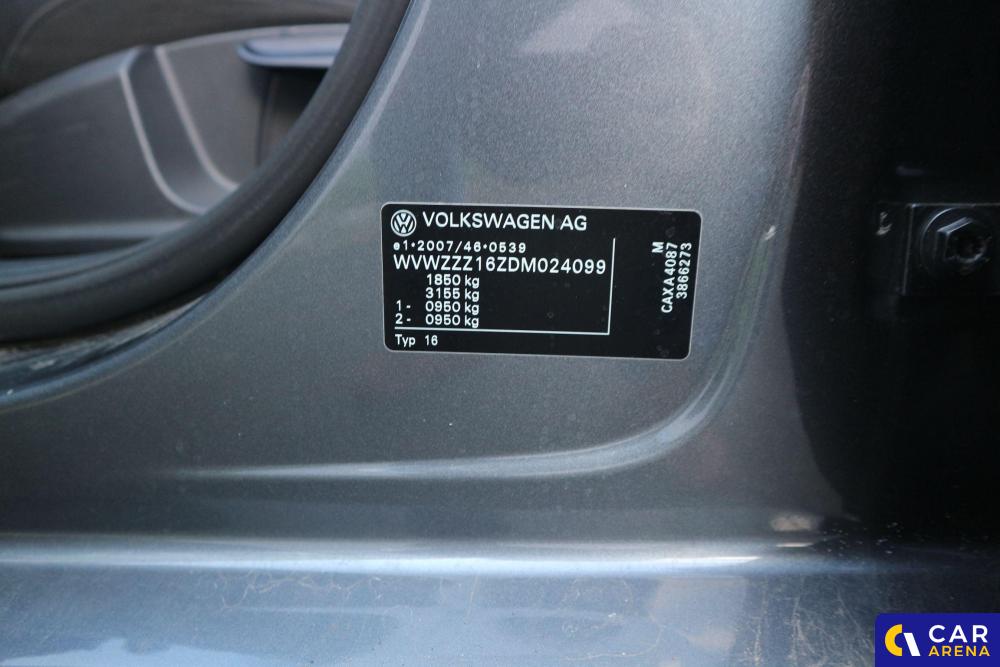 VOLKSWAGEN AG
e1*2007/46*0539
WVWZZZ16ZDM024099
1850 kg
3155 kg
1- 0950 kg
2- 0950 kg
Typ 16
M
CAXA4087
3866273
CAR
ARENA